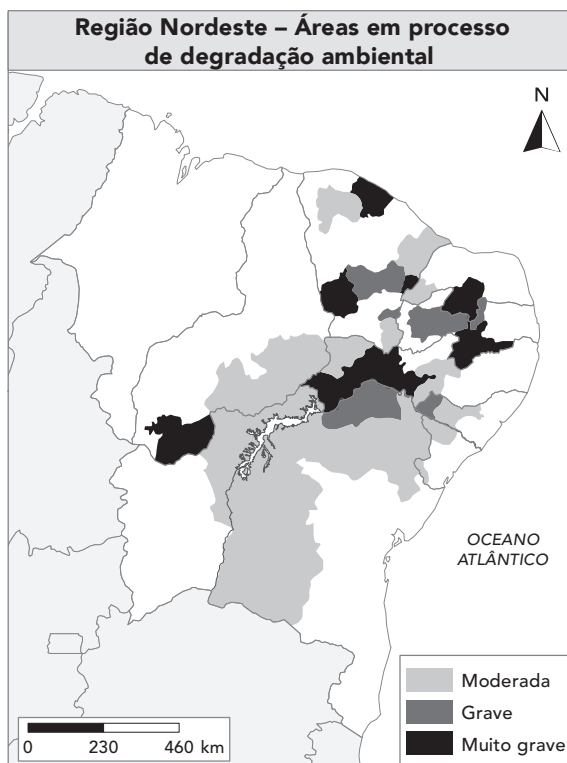 Região Nordeste – Áreas em processo
de degradação ambiental
N
OCEANO
ATLÂNTICO
Moderada
Grave
Muito grave
0 230 460 km